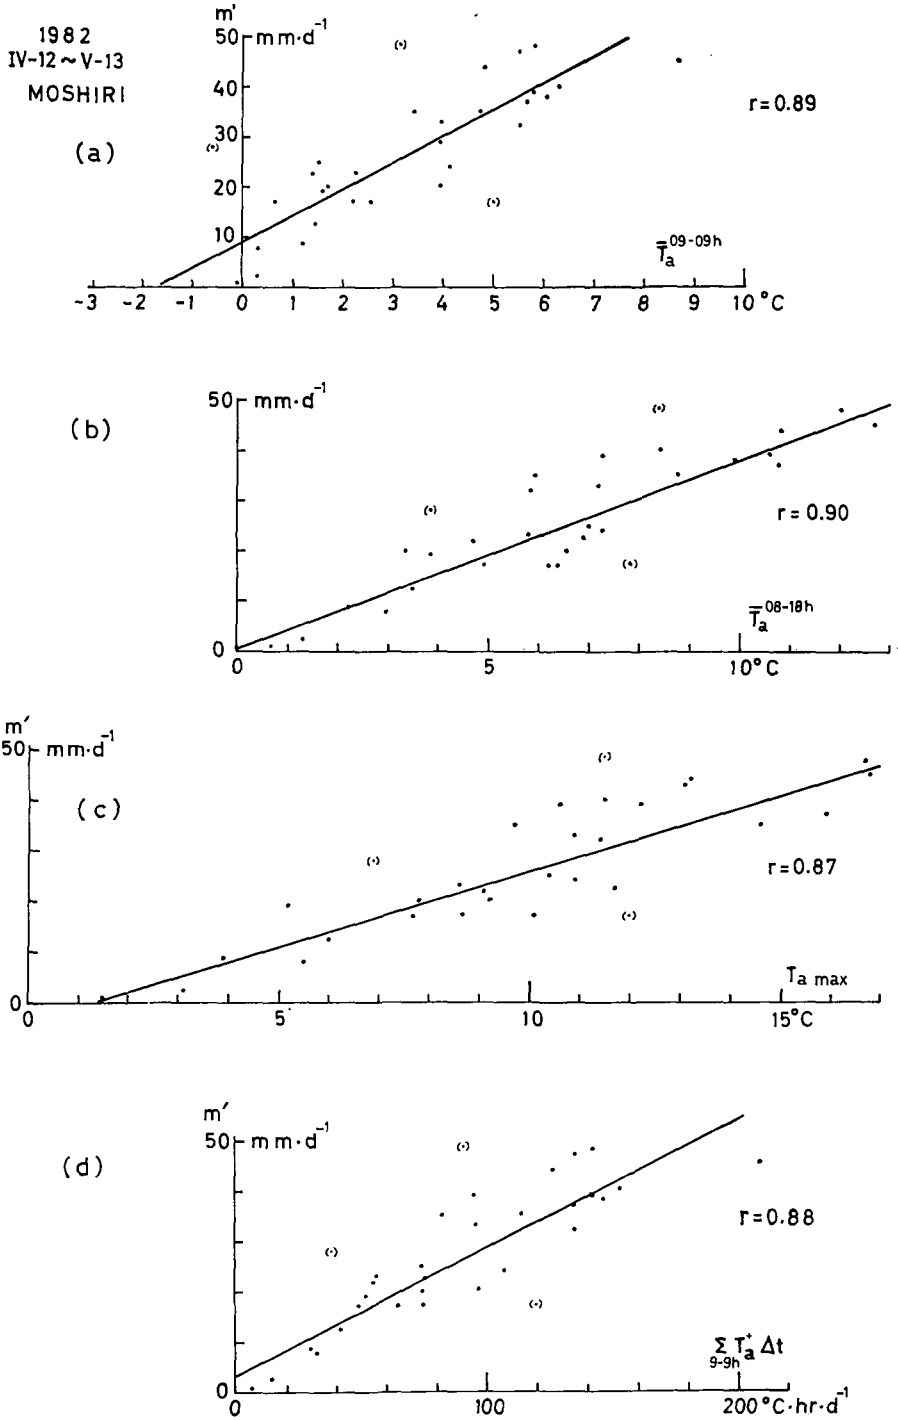 1982
IV-12~V-13
MOSHIRI
(a)
m'
50 mm·d⁻¹
40
30
20
10
r=0.89
T̄a 09-09h
-3 -2 -1 0 1 2 3 4 5 6 7 8 9 10°C
(b)
50 mm·d⁻¹
r=0.90
T̄a 08-18h
0
0 5 10°C
m'
50 mm·d⁻¹
(c)
r=0.87
Ta max
0
0 5 10 15°C
m'
50 mm·d⁻¹
(d)
r=0.88
Σ Ta⁺ Δt
9-9h
0
0 100 200°C·hr·d⁻¹